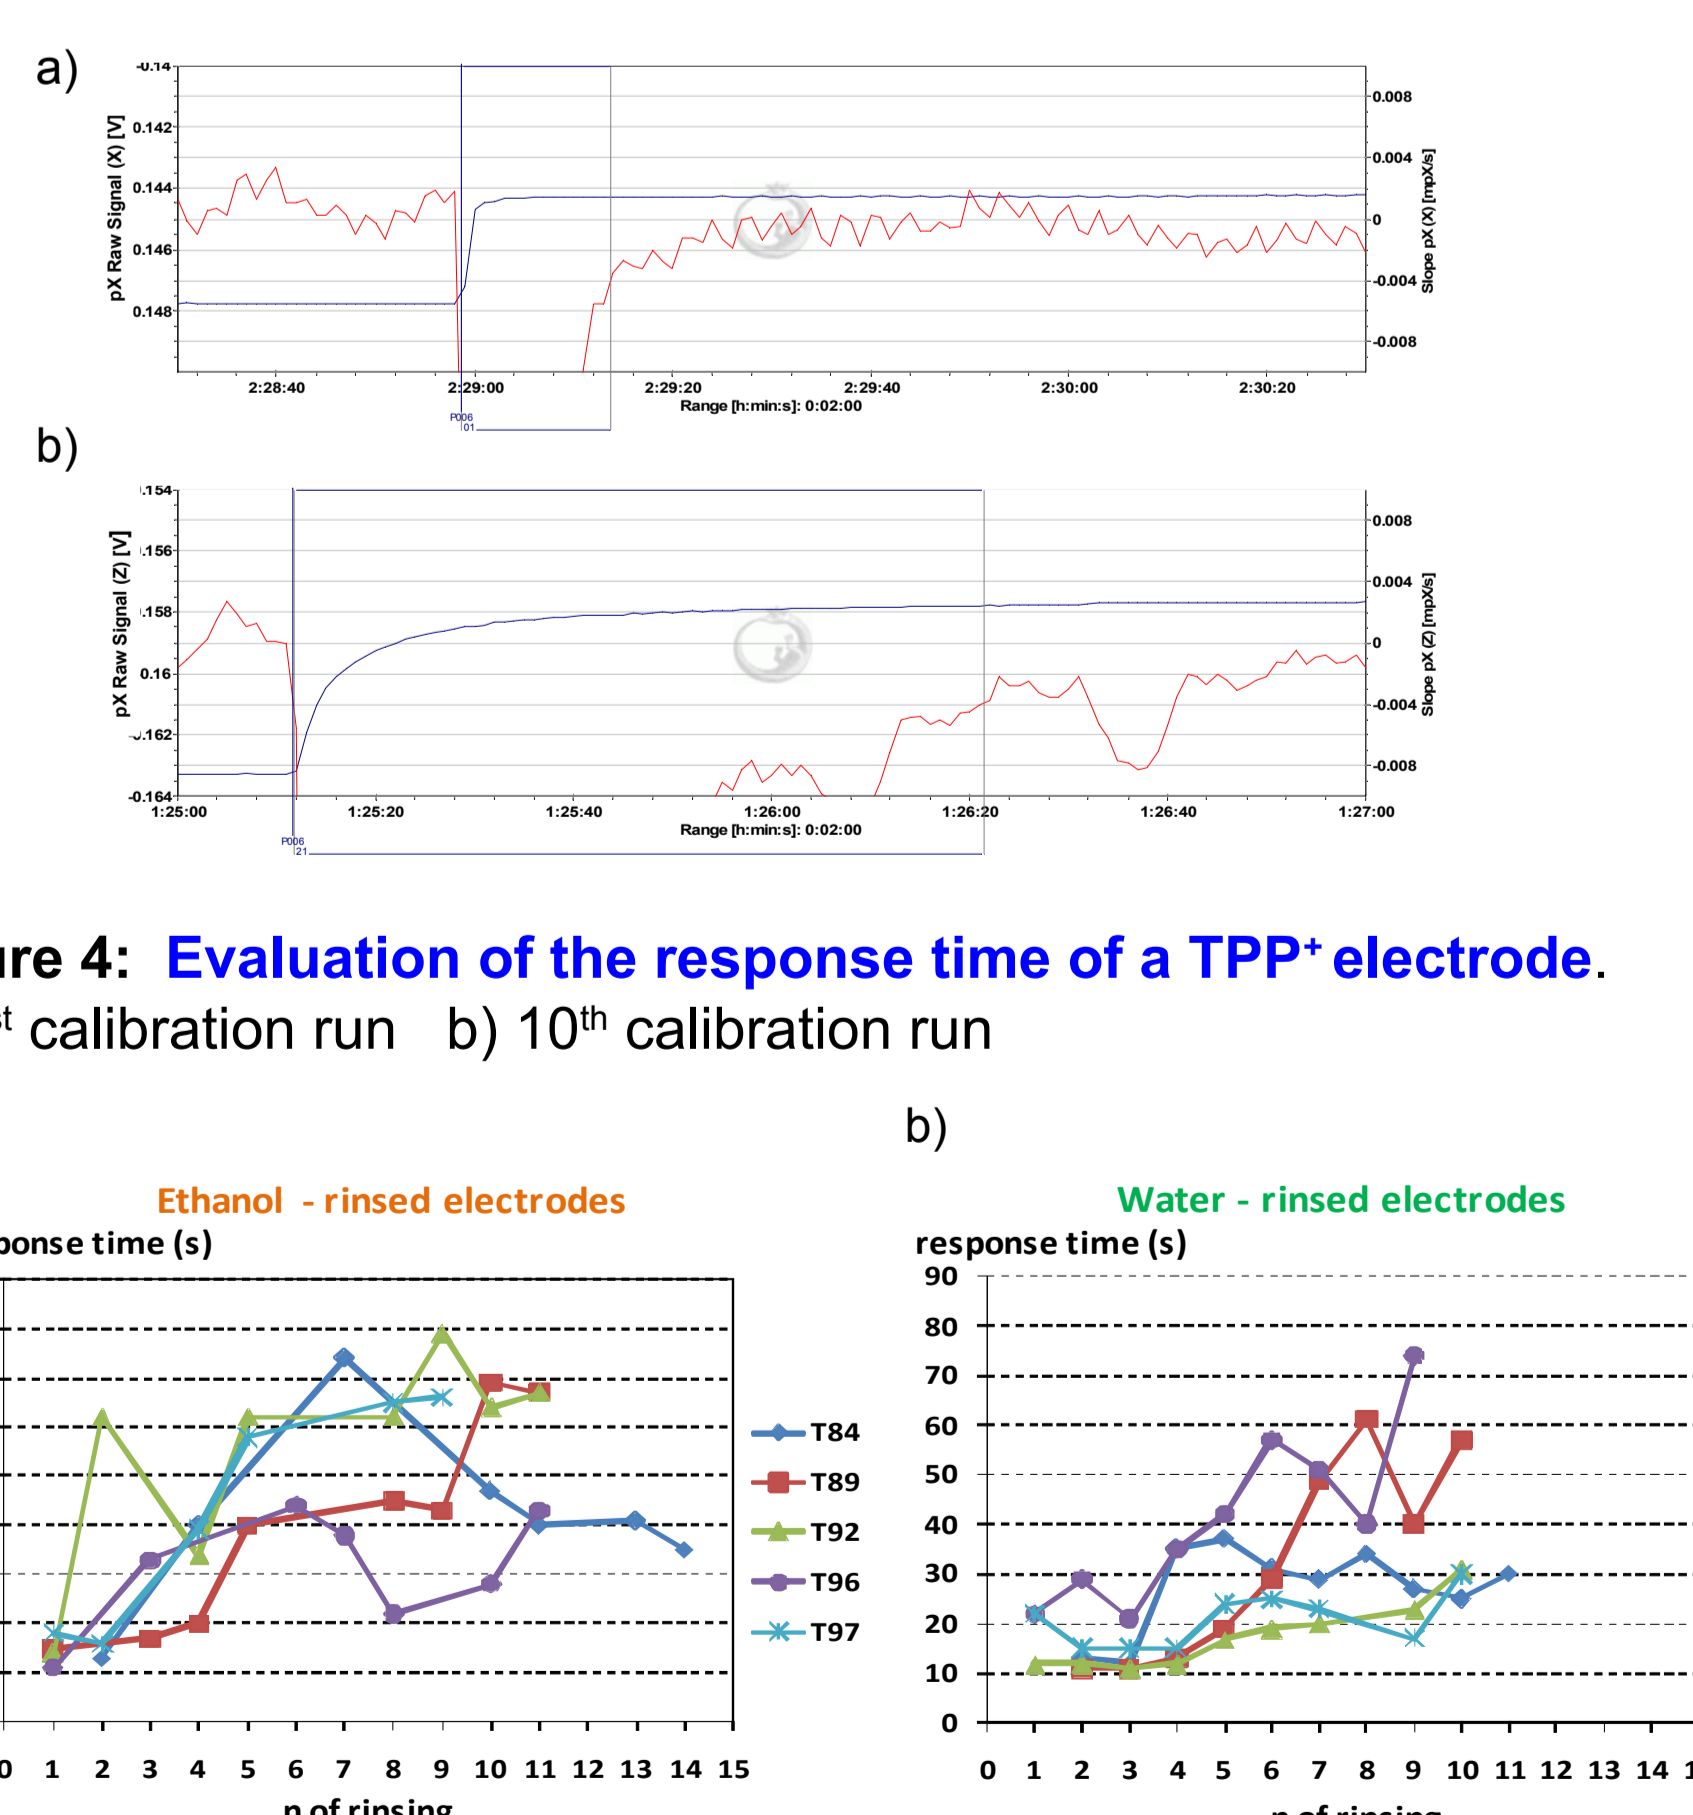 a)
-0.14
0.142
0.144
0.146
0.148
pX Raw Signal (X) [V]
0.008
0.004
0
-0.004
-0.008
Slope pX (X) [mpX/s]
2:28:40 2:29:00 2:29:20 2:29:40 2:30:00 2:30:20
Range [h:min:s]: 0:02:00
P006
01
b)
.154
.156
.158
0.16
.162
-0.164
pX Raw Signal (Z) [V]
0.008
0.004
0
-0.004
-0.008
Slope pX (Z) [mpX/s]
1:25:00 1:25:20 1:25:40 1:26:00 1:26:20 1:26:40 1:27:00
Range [h:min:s]: 0:02:00
P006
21
ure 4: Evaluation of the response time of a TPP⁺ electrode.
st calibration run b) 10th calibration run
Ethanol - rinsed electrodes
ponse time (s)
T84
T89
T92
T96
T97
0 1 2 3 4 5 6 7 8 9 10 11 12 13 14 15
n of rinsing
b)
Water - rinsed electrodes
response time (s)
90
80
70
60
50
40
30
20
10
0
0 1 2 3 4 5 6 7 8 9 10 11 12 13 14 1
n of rinsing